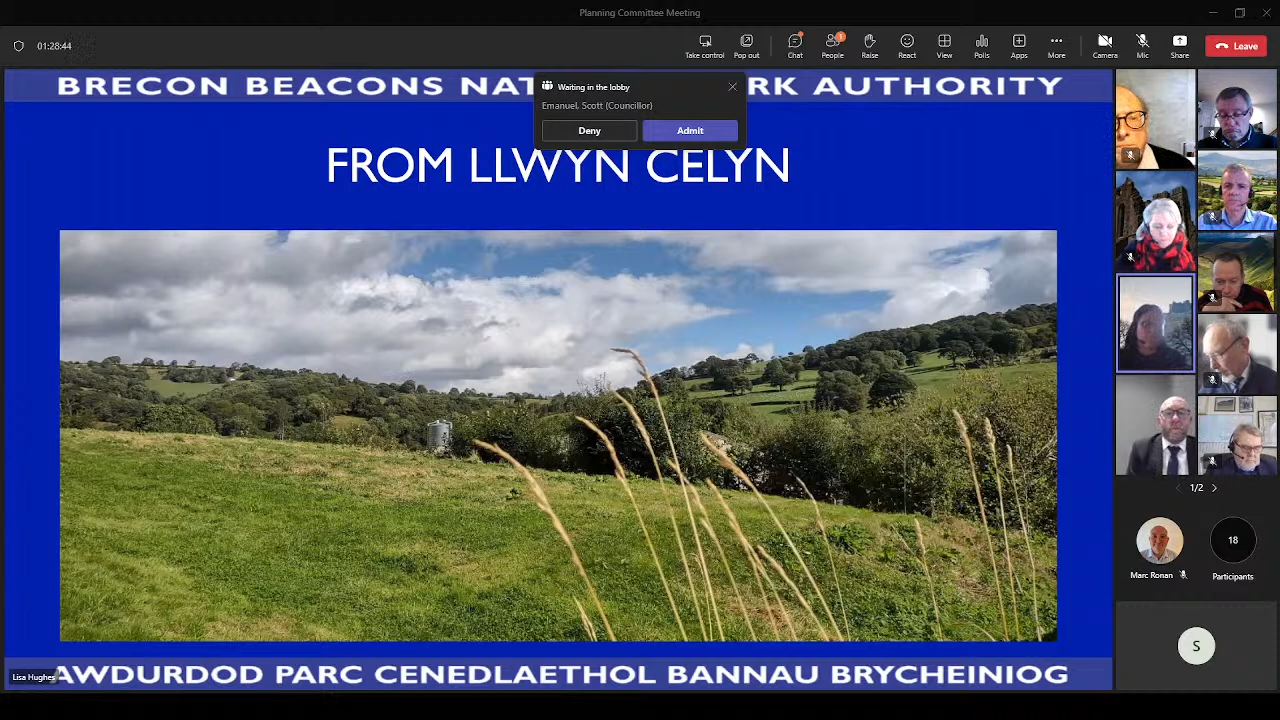 Planning Committee Meeting
01:28:44
Take control
Pop out
Chat
1
People
Raise
React
View
Polls
Apps
More
Camera
Mic
Share
Leave
BRECON BEACONS NAT RK AUTHORITY
Waiting in the lobby
Emanuel, Scott (Councillor)
Deny
Admit
FROM LLWYN CELYN
1/2
18
Marc Ronan
Participants
S
Lisa Hughes
AWDURDOD PARC CENEDLAETHOL BANNAU BRYCHEINIOG